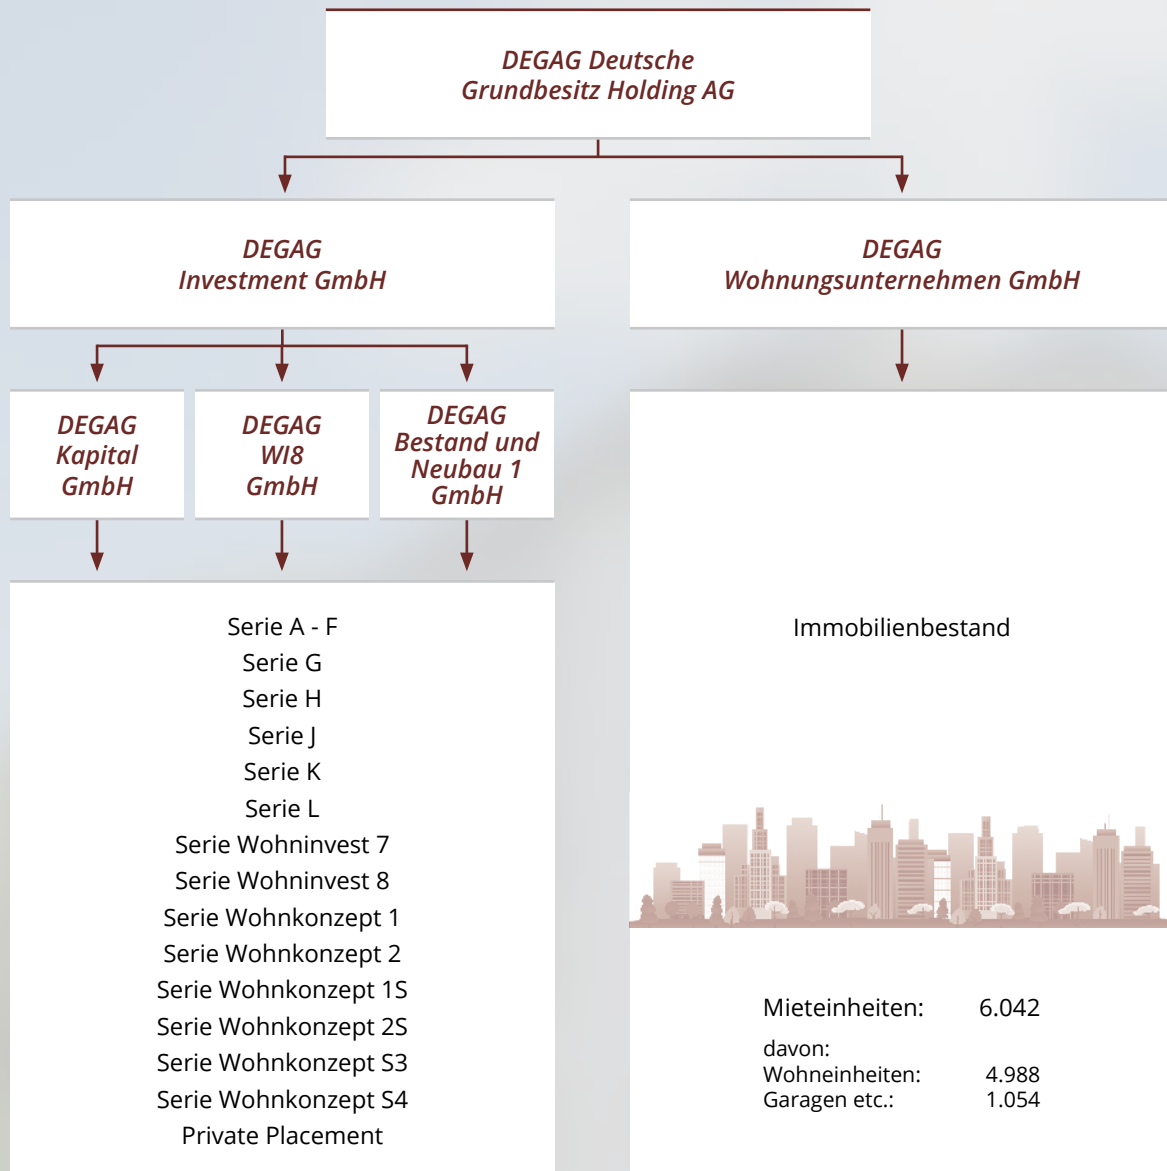 DEGAG Deutsche
Grundbesitz Holding AG
DEGAG
Investment GmbH
DEGAG
Wohnungsunternehmen GmbH
DEGAG
Kapital
GmbH
DEGAG
WI8
GmbH
DEGAG
Bestand und
Neubau 1
GmbH
Serie A - F
Serie G
Serie H
Serie J
Serie K
Serie L
Serie Wohninvest 7
Serie Wohninvest 8
Serie Wohnkonzept 1
Serie Wohnkonzept 2
Serie Wohnkonzept 1S
Serie Wohnkonzept 2S
Serie Wohnkonzept S3
Serie Wohnkonzept S4
Private Placement
Immobilienbestand
Mieteinheiten: 6.042
davon:
Wohneinheiten: 4.988
Garagen etc.: 1.054